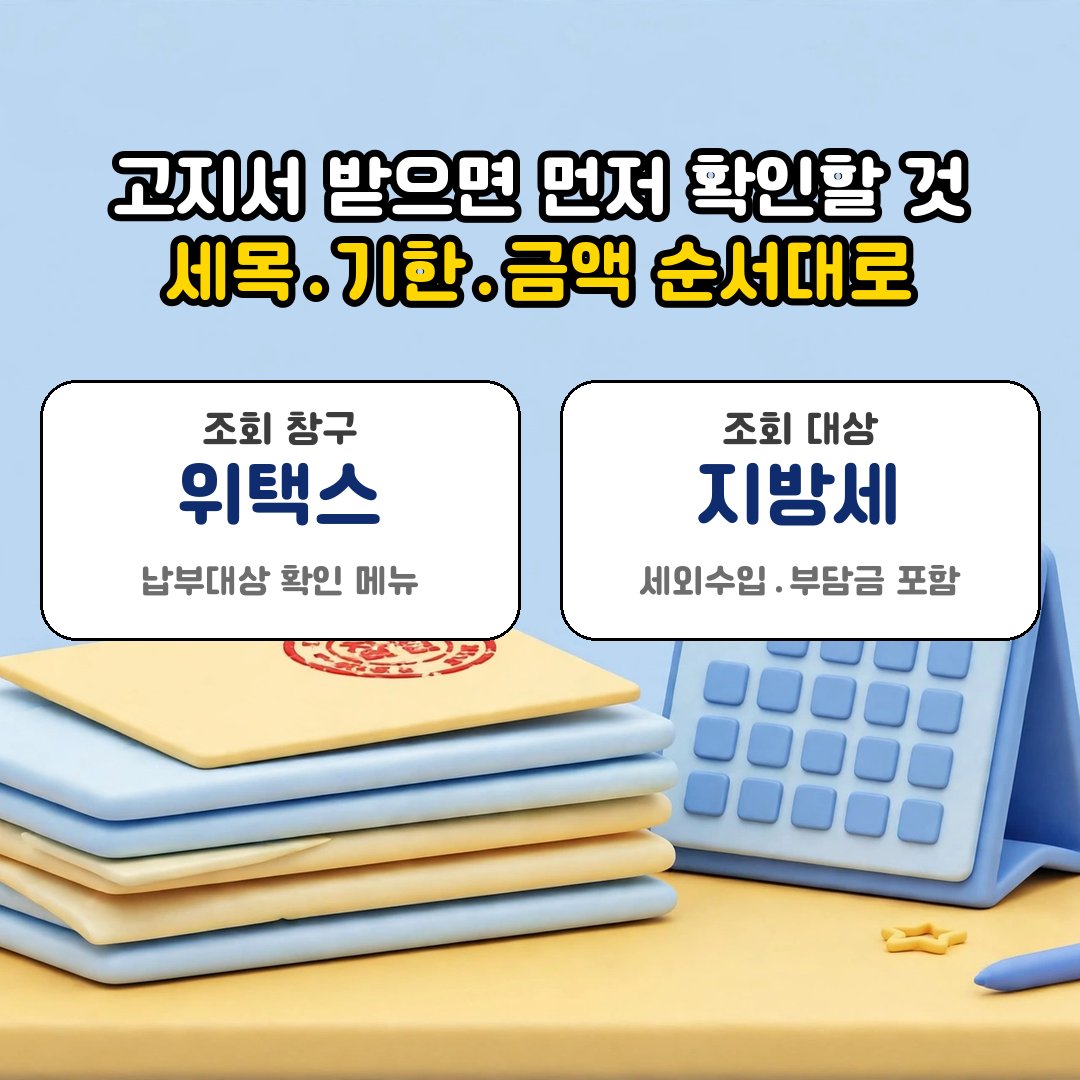 고지서 받으면 먼저 확인할 것
세목·기한·금액 순서대로
조회 창구
위택스
납부대상 확인 메뉴
조회 대상
지방세
세외수입·부담금 포함